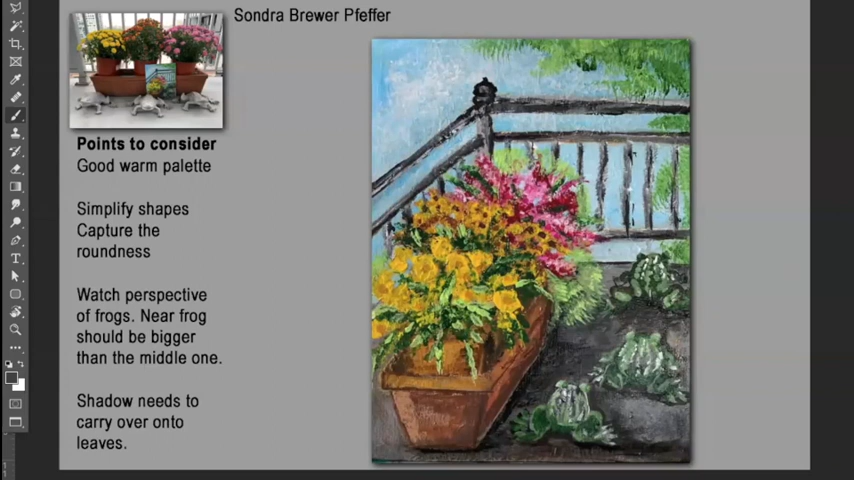 Sondra Brewer Pfeffer
Points to consider
Good warm palette
Simplify shapes
Capture the
roundness
Watch perspective
of frogs. Near frog
should be bigger
than the middle one.
Shadow needs to
carry over onto
leaves.